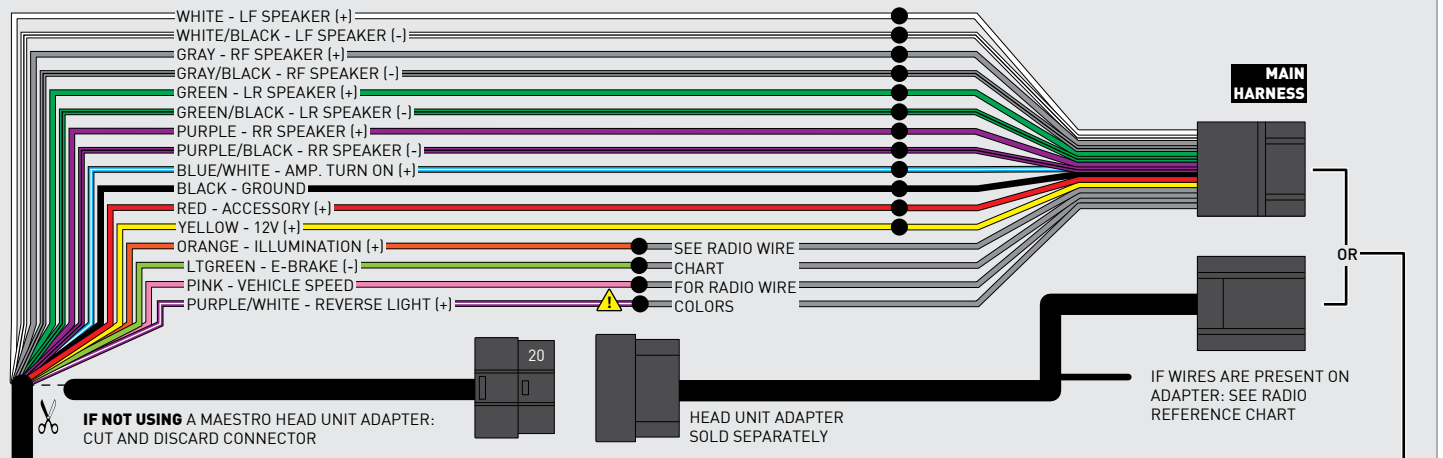 WHITE - LF SPEAKER (+)
WHITE/BLACK - LF SPEAKER (-)
GRAY - RF SPEAKER (+)
GRAY/BLACK - RF SPEAKER (-)
GREEN - LR SPEAKER (+)
GREEN/BLACK - LR SPEAKER (-)
PURPLE - RR SPEAKER (+)
PURPLE/BLACK - RR SPEAKER (-)
BLUE/WHITE - AMP. TURN ON (+)
BLACK - GROUND
RED - ACCESSORY (+)
YELLOW - 12V (+)
ORANGE - ILLUMINATION (+)
LTGREEN - E-BRAKE (-)
PINK - VEHICLE SPEED
PURPLE/WHITE - REVERSE LIGHT (+)
SEE RADIO WIRE
CHART
FOR RADIO WIRE
COLORS
!
MAIN
HARNESS
OR
20
IF NOT USING A MAESTRO HEAD UNIT ADAPTER:
CUT AND DISCARD CONNECTOR
HEAD UNIT ADAPTER
SOLD SEPARATELY
IF WIRES ARE PRESENT ON
ADAPTER: SEE RADIO
REFERENCE CHART